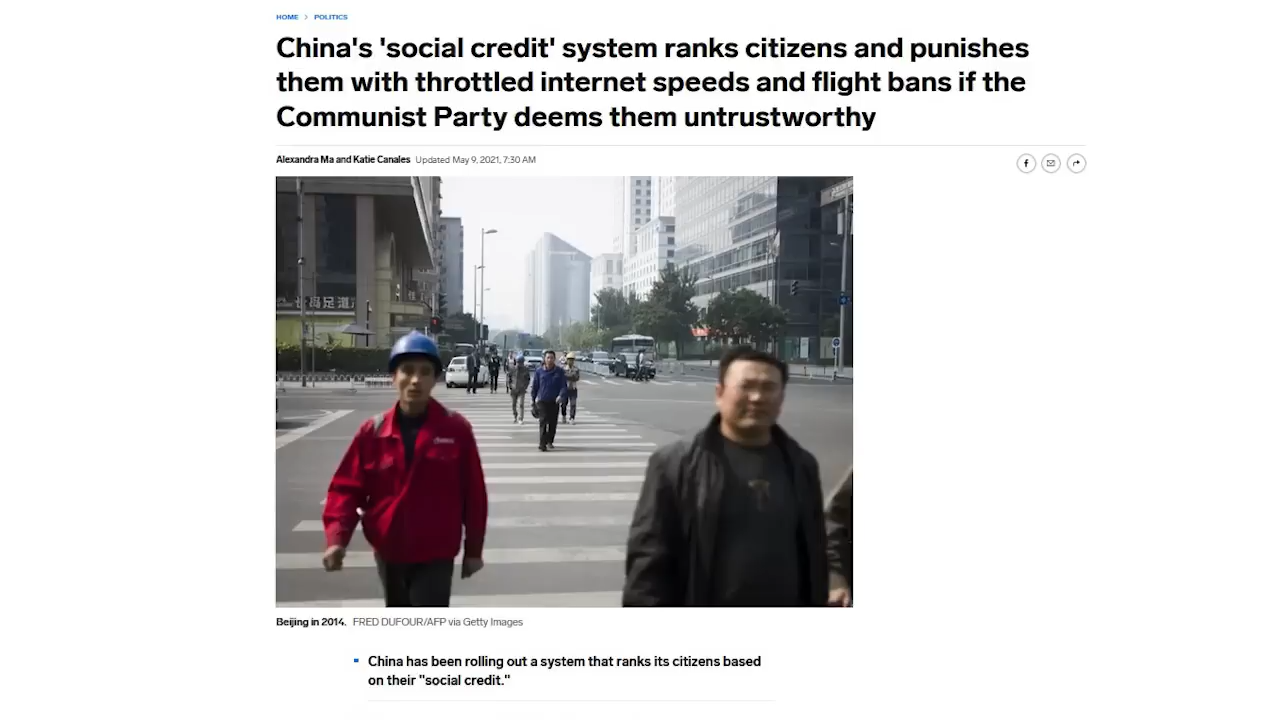 HOME > POLITICS
China's 'social credit' system ranks citizens and punishes
them with throttled internet speeds and flight bans if the
Communist Party deems them untrustworthy
Alexandra Ma and Katie Canales Updated May 9, 2021, 7:30 AM
Beijing in 2014. FRED DUFOUR/AFP via Getty Images
China has been rolling out a system that ranks its citizens based
on their "social credit."